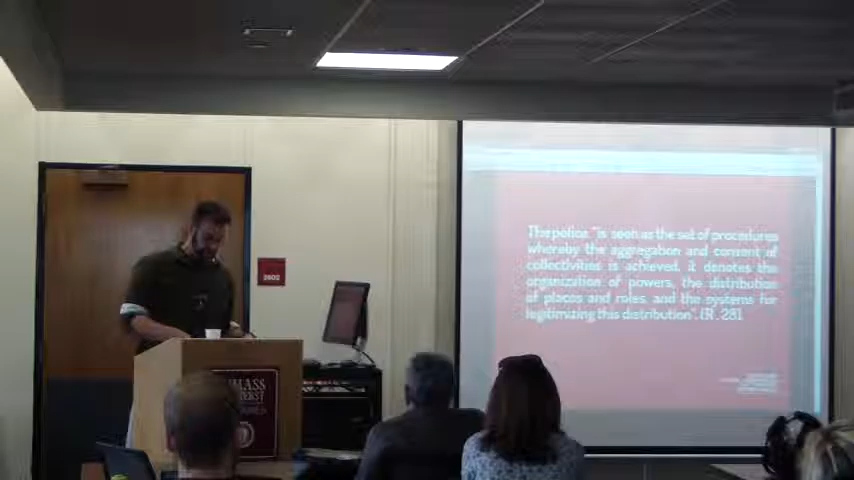 The police "is seen as the set of procedures
whereby the aggregation and consent of
collectivities is achieved, it denotes the
organization of powers, the distribution
of places and roles, and the systems for
legitimizing this distribution". (R. 28).
2602
UMASS
AMHERST